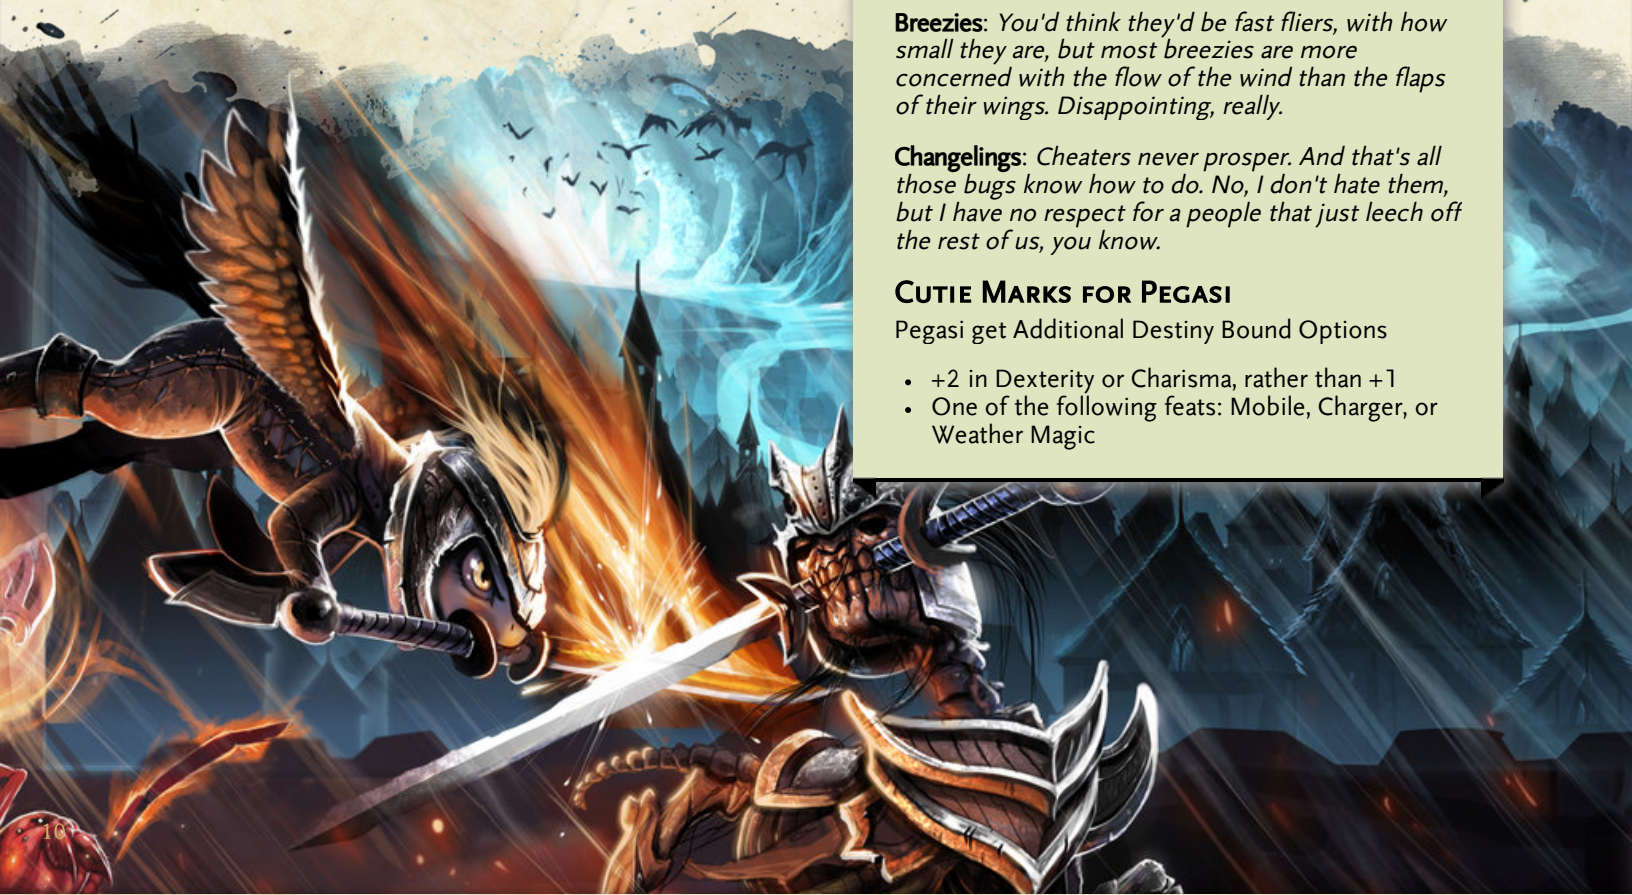 Breezies: You'd think they'd be fast fliers, with how
small they are, but most breezies are more
concerned with the flow of the wind than the flaps
of their wings. Disappointing, really.
Changelings: Cheaters never prosper. And that's all
those bugs know how to do. No, I don't hate them,
but I have no respect for a people that just leech off
the rest of us, you know.
Cutie Marks for Pegasi
Pegasi get Additional Destiny Bound Options
• +2 in Dexterity or Charisma, rather than +1
• One of the following feats: Mobile, Charger, or
Weather Magic
10